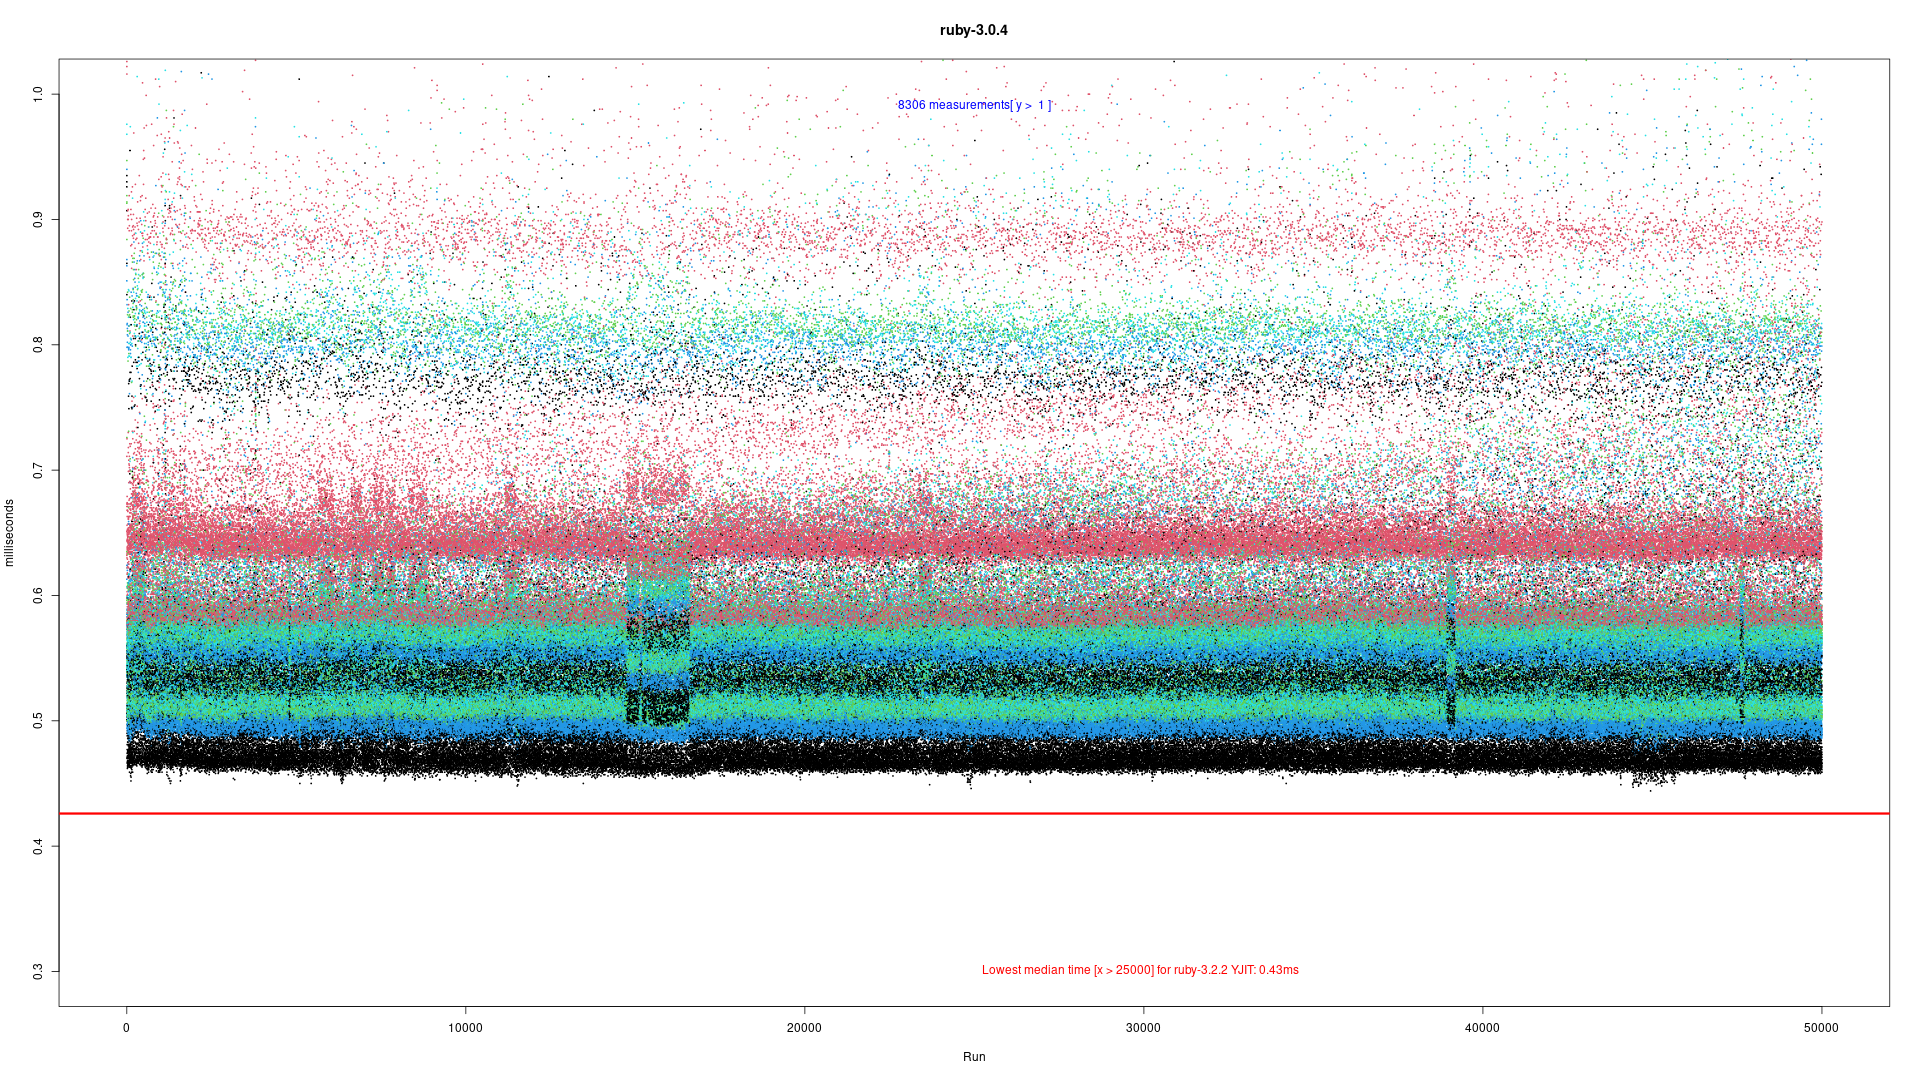 ruby-3.0.4
8306 measurements[ y > 1 ]
milliseconds
1.0
0.9
0.8
0.7
0.6
0.5
0.4
0.3
Lowest median time [x > 25000] for ruby-3.2.2 YJIT: 0.43ms
0 10000 20000 30000 40000 50000
Run